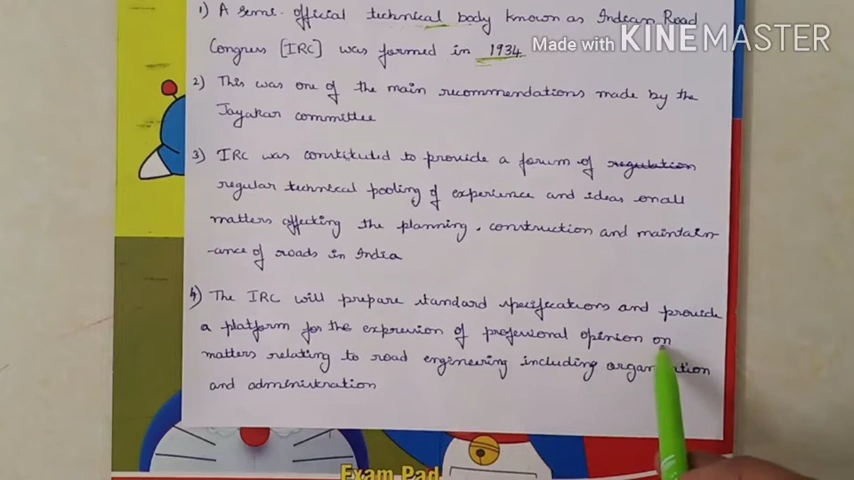 1) A semi-official technical body known as Indian Road
Congress [IRC] was formed in 1934
Made with KINEMASTER
2) This was one of the main recommendations made by the
Jayakar committee
3) IRC was constituted to provide a forum of regulation
regular technical pooling of experience and ideas on all
matters affecting the planning, construction and maintain-
-ance of roads in India
4) The IRC will prepare standard specifications and provide
a platform for the expression of professional opinion on
matters relating to road engineering including
and administration
Exam Pad